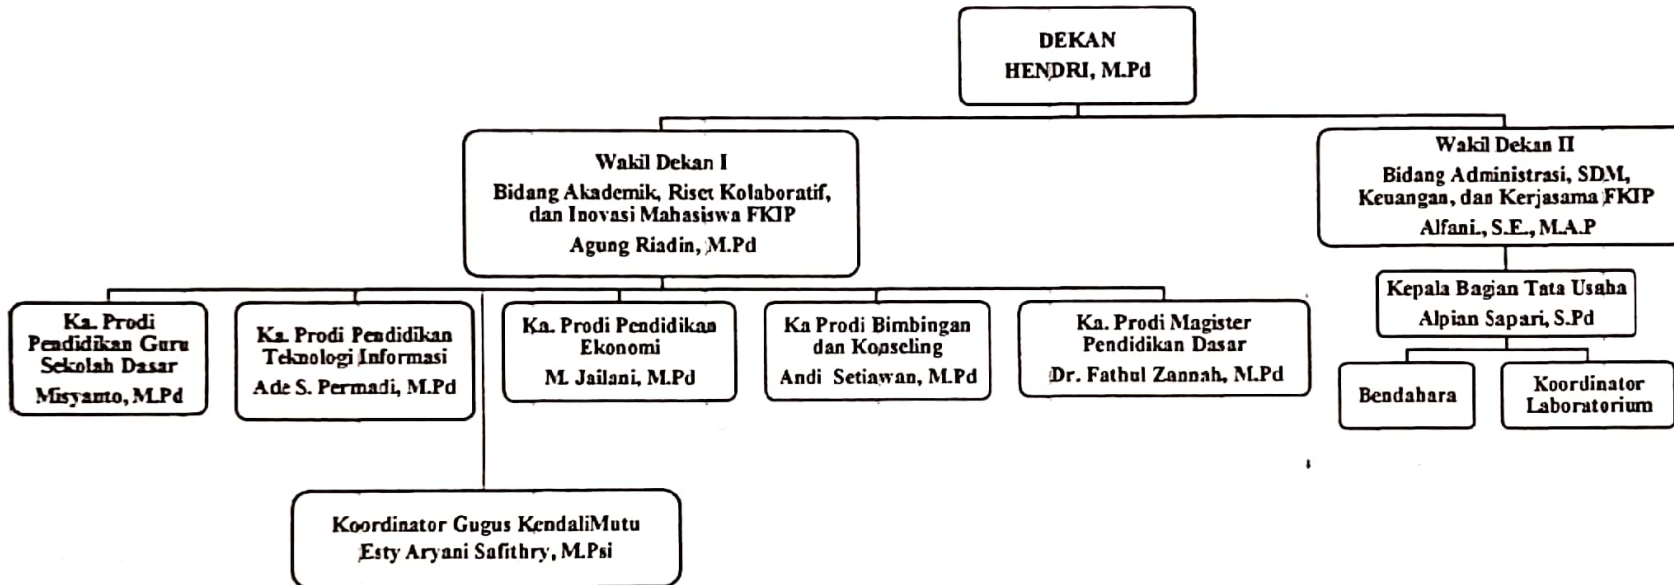 DEKAN
HENDRI, M.Pd
Wakil Dekan I
Bidang Akademik, Riset Kolaboratif,
dan Inovasi Mahasiswa FKIP
Agung Riadin, M.Pd
Wakil Dekan II
Bidang Administrasi, SDM,
Keuangan, dan Kerjasama FKIP
Alfani., S.E., M.A.P
Kepala Bagian Tata Usaha
Alpian Sapari, S.Pd
Ka. Prodi
Pendidikan Guru
Sekolah Dasar
Misyanto, M.Pd
Ka. Prodi Pendidikan
Teknologi Informasi
Ade S. Permadi, M.Pd
Ka. Prodi Pendidikan
Ekonomi
M. Jailani, M.Pd
Ka Prodi Bimbingan
dan Konseling
Andi Setiawan, M.Pd
Ka. Prodi Magister
Pendidikan Dasar
Dr. Fathul Zannah, M.Pd
Bendahara
Koordinator
Laboratorium
Koordinator Gugus KendaliMutu
Esty Aryani Safithry, M.Psi